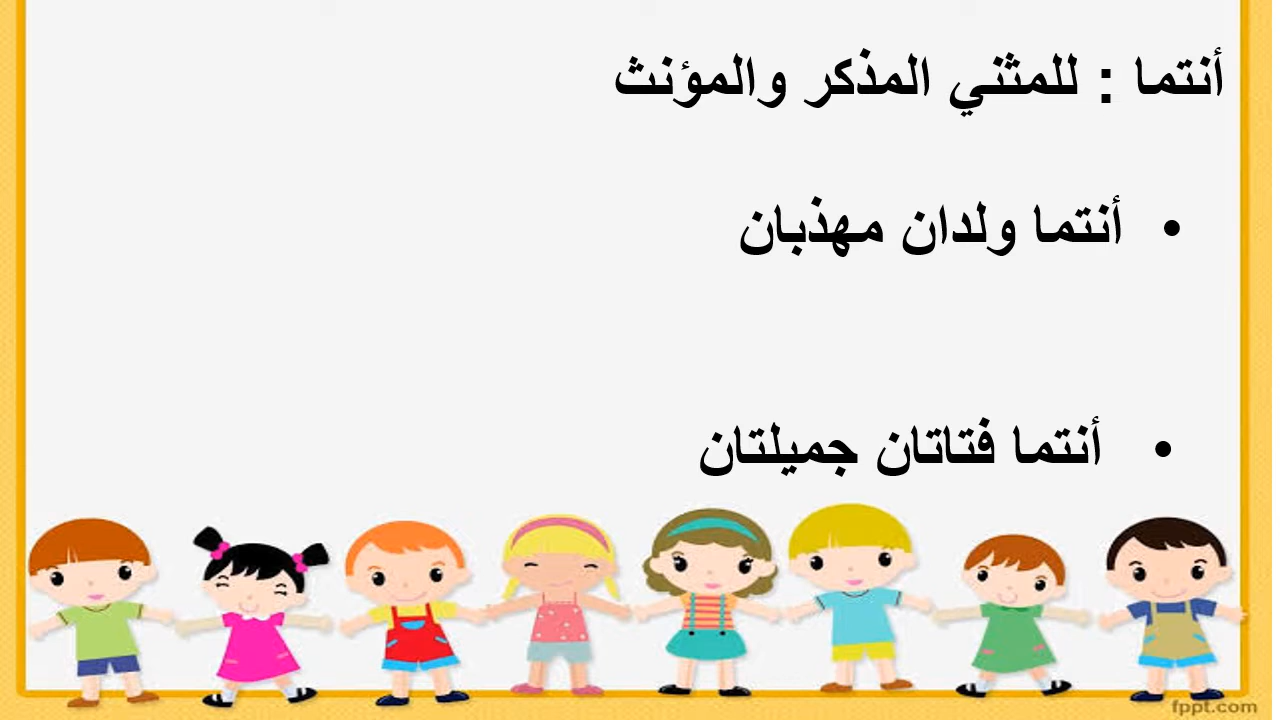 أنتما : للمثني المذكر والمؤنث
• أنتما ولدان مهذبان
• أنتما فتاتان جميلتان
fppt.com